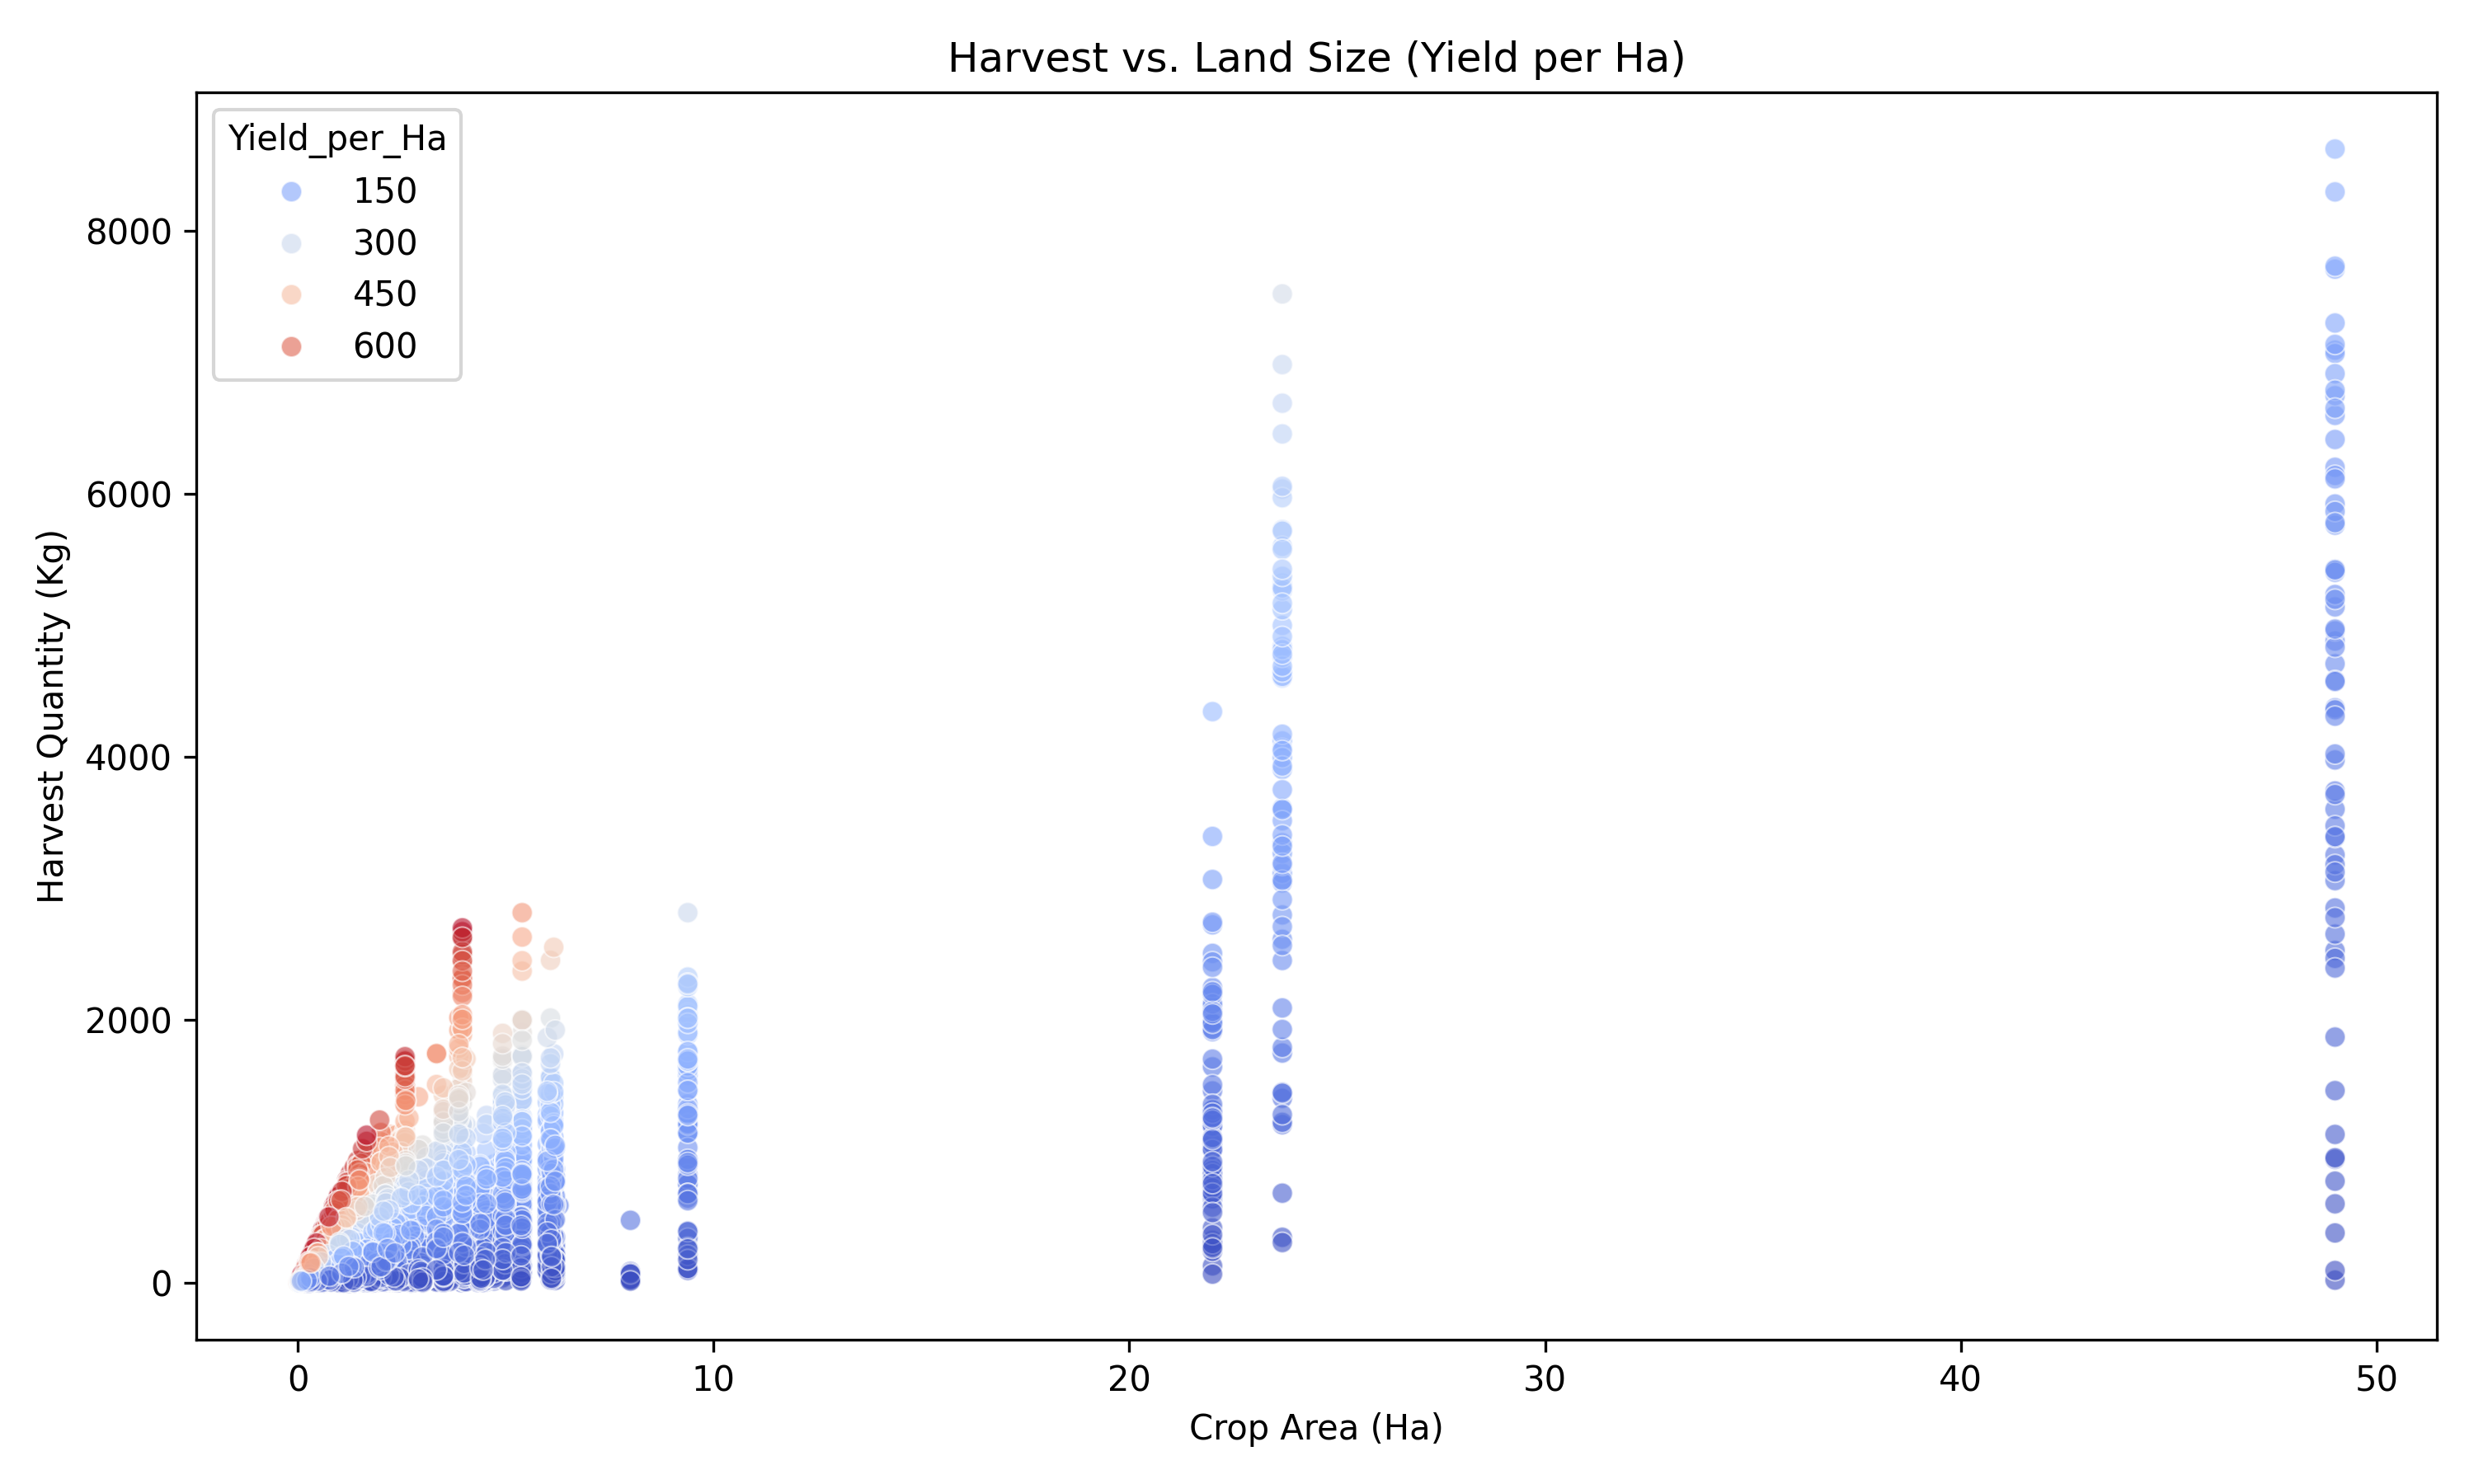 Harvest vs. Land Size (Yield per Ha)
Yield_per_Ha
150
300
450
600
8000
6000
4000
2000
0
Harvest Quantity (Kg)
0 10 20 30 40 50
Crop Area (Ha)